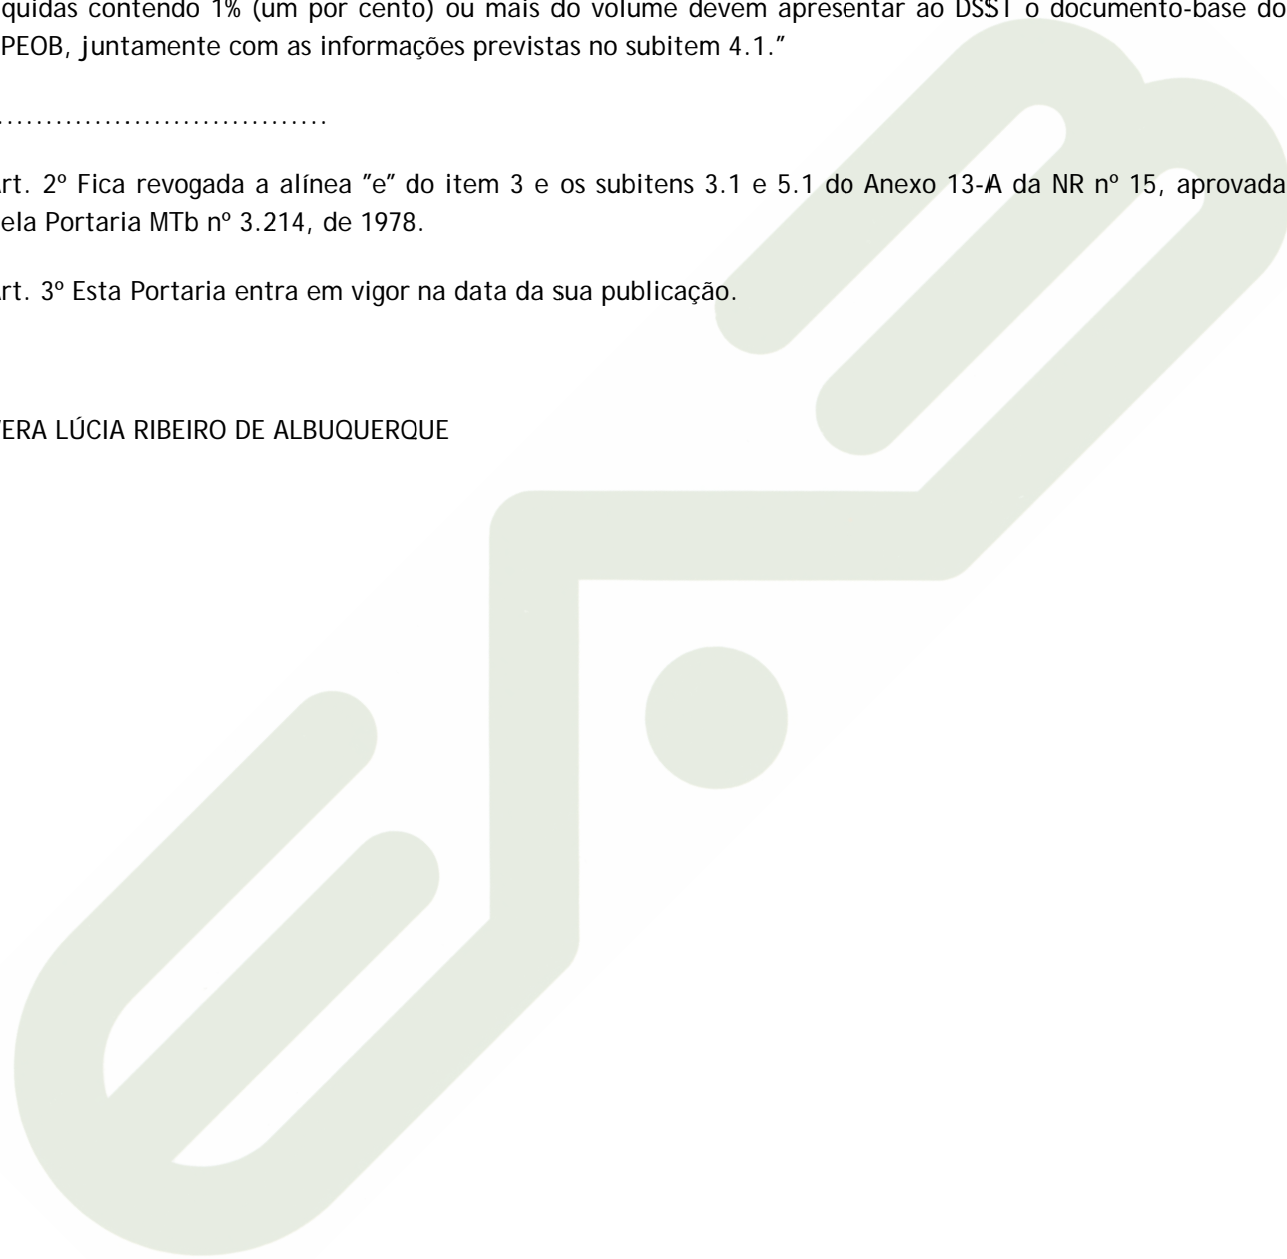 quidas contendo 1% (um por cento) ou mais do volume devem apresentar ao DSST o documento-base do
PEOB, juntamente com as informações previstas no subitem 4.1."
.................................
rt. 2º Fica revogada a alínea "e" do item 3 e os subitens 3.1 e 5.1 do Anexo 13-A da NR nº 15, aprovada
ela Portaria MTb nº 3.214, de 1978.
rt. 3º Esta Portaria entra em vigor na data da sua publicação.
VERA LÚCIA RIBEIRO DE ALBUQUERQUE